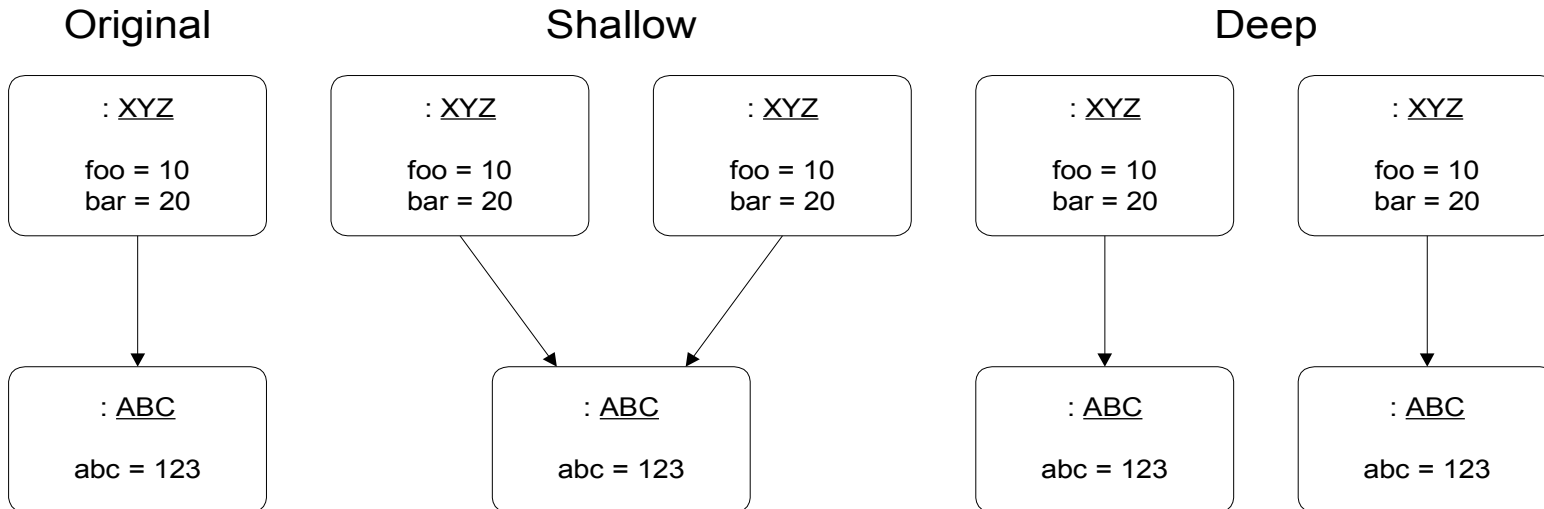 Original
Shallow
Deep
: XYZ
foo = 10
bar = 20
: XYZ
foo = 10
bar = 20
: XYZ
foo = 10
bar = 20
: XYZ
foo = 10
bar = 20
: XYZ
foo = 10
bar = 20
: ABC
abc = 123
: ABC
abc = 123
: ABC
abc = 123
: ABC
abc = 123